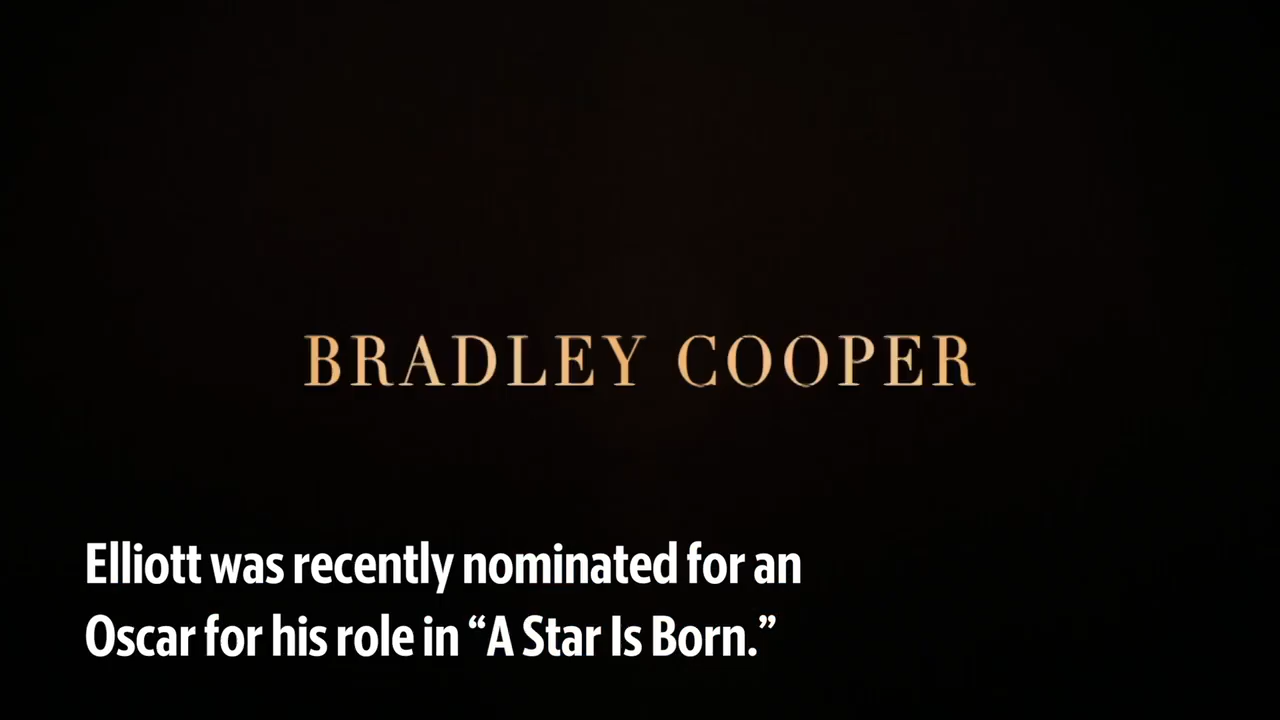 BRADLEY COOPER
Elliott was recently nominated for an
Oscar for his role in “A Star Is Born.”